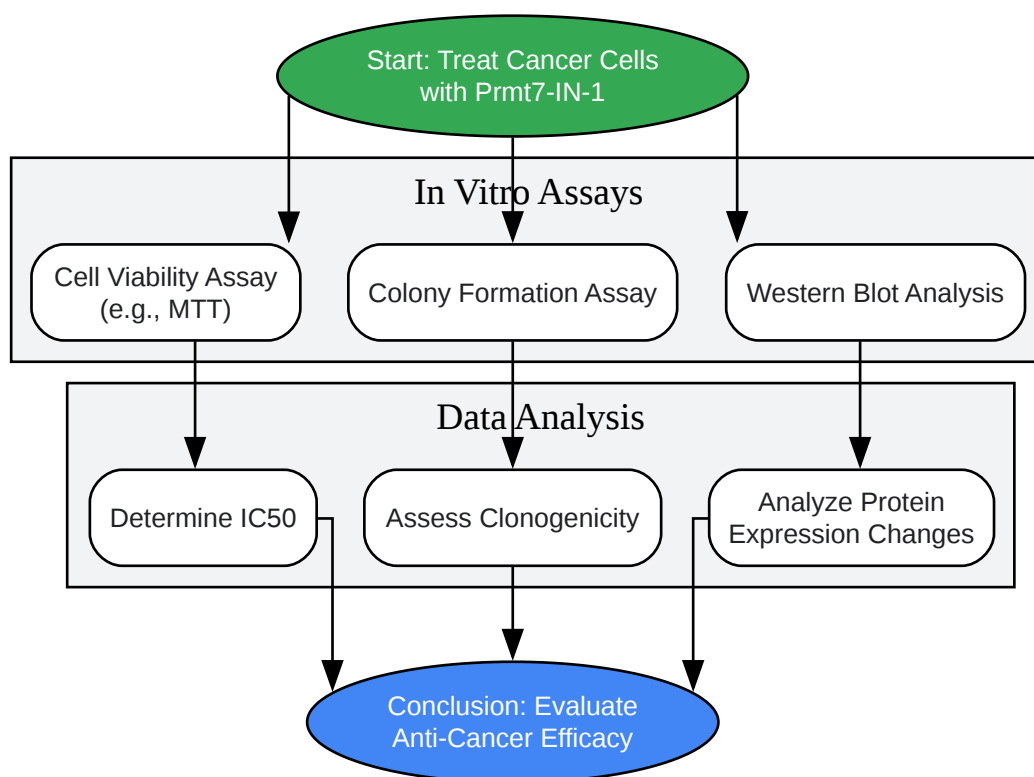 Start: Treat Cancer Cells
with Prmt7-IN-1
In Vitro Assays
Cell Viability Assay
(e.g., MTT)
Colony Formation Assay
Western Blot Analysis
Data Analysis
Determine IC50
Assess Clonogenicity
Analyze Protein
Expression Changes
Conclusion: Evaluate
Anti-Cancer Efficacy